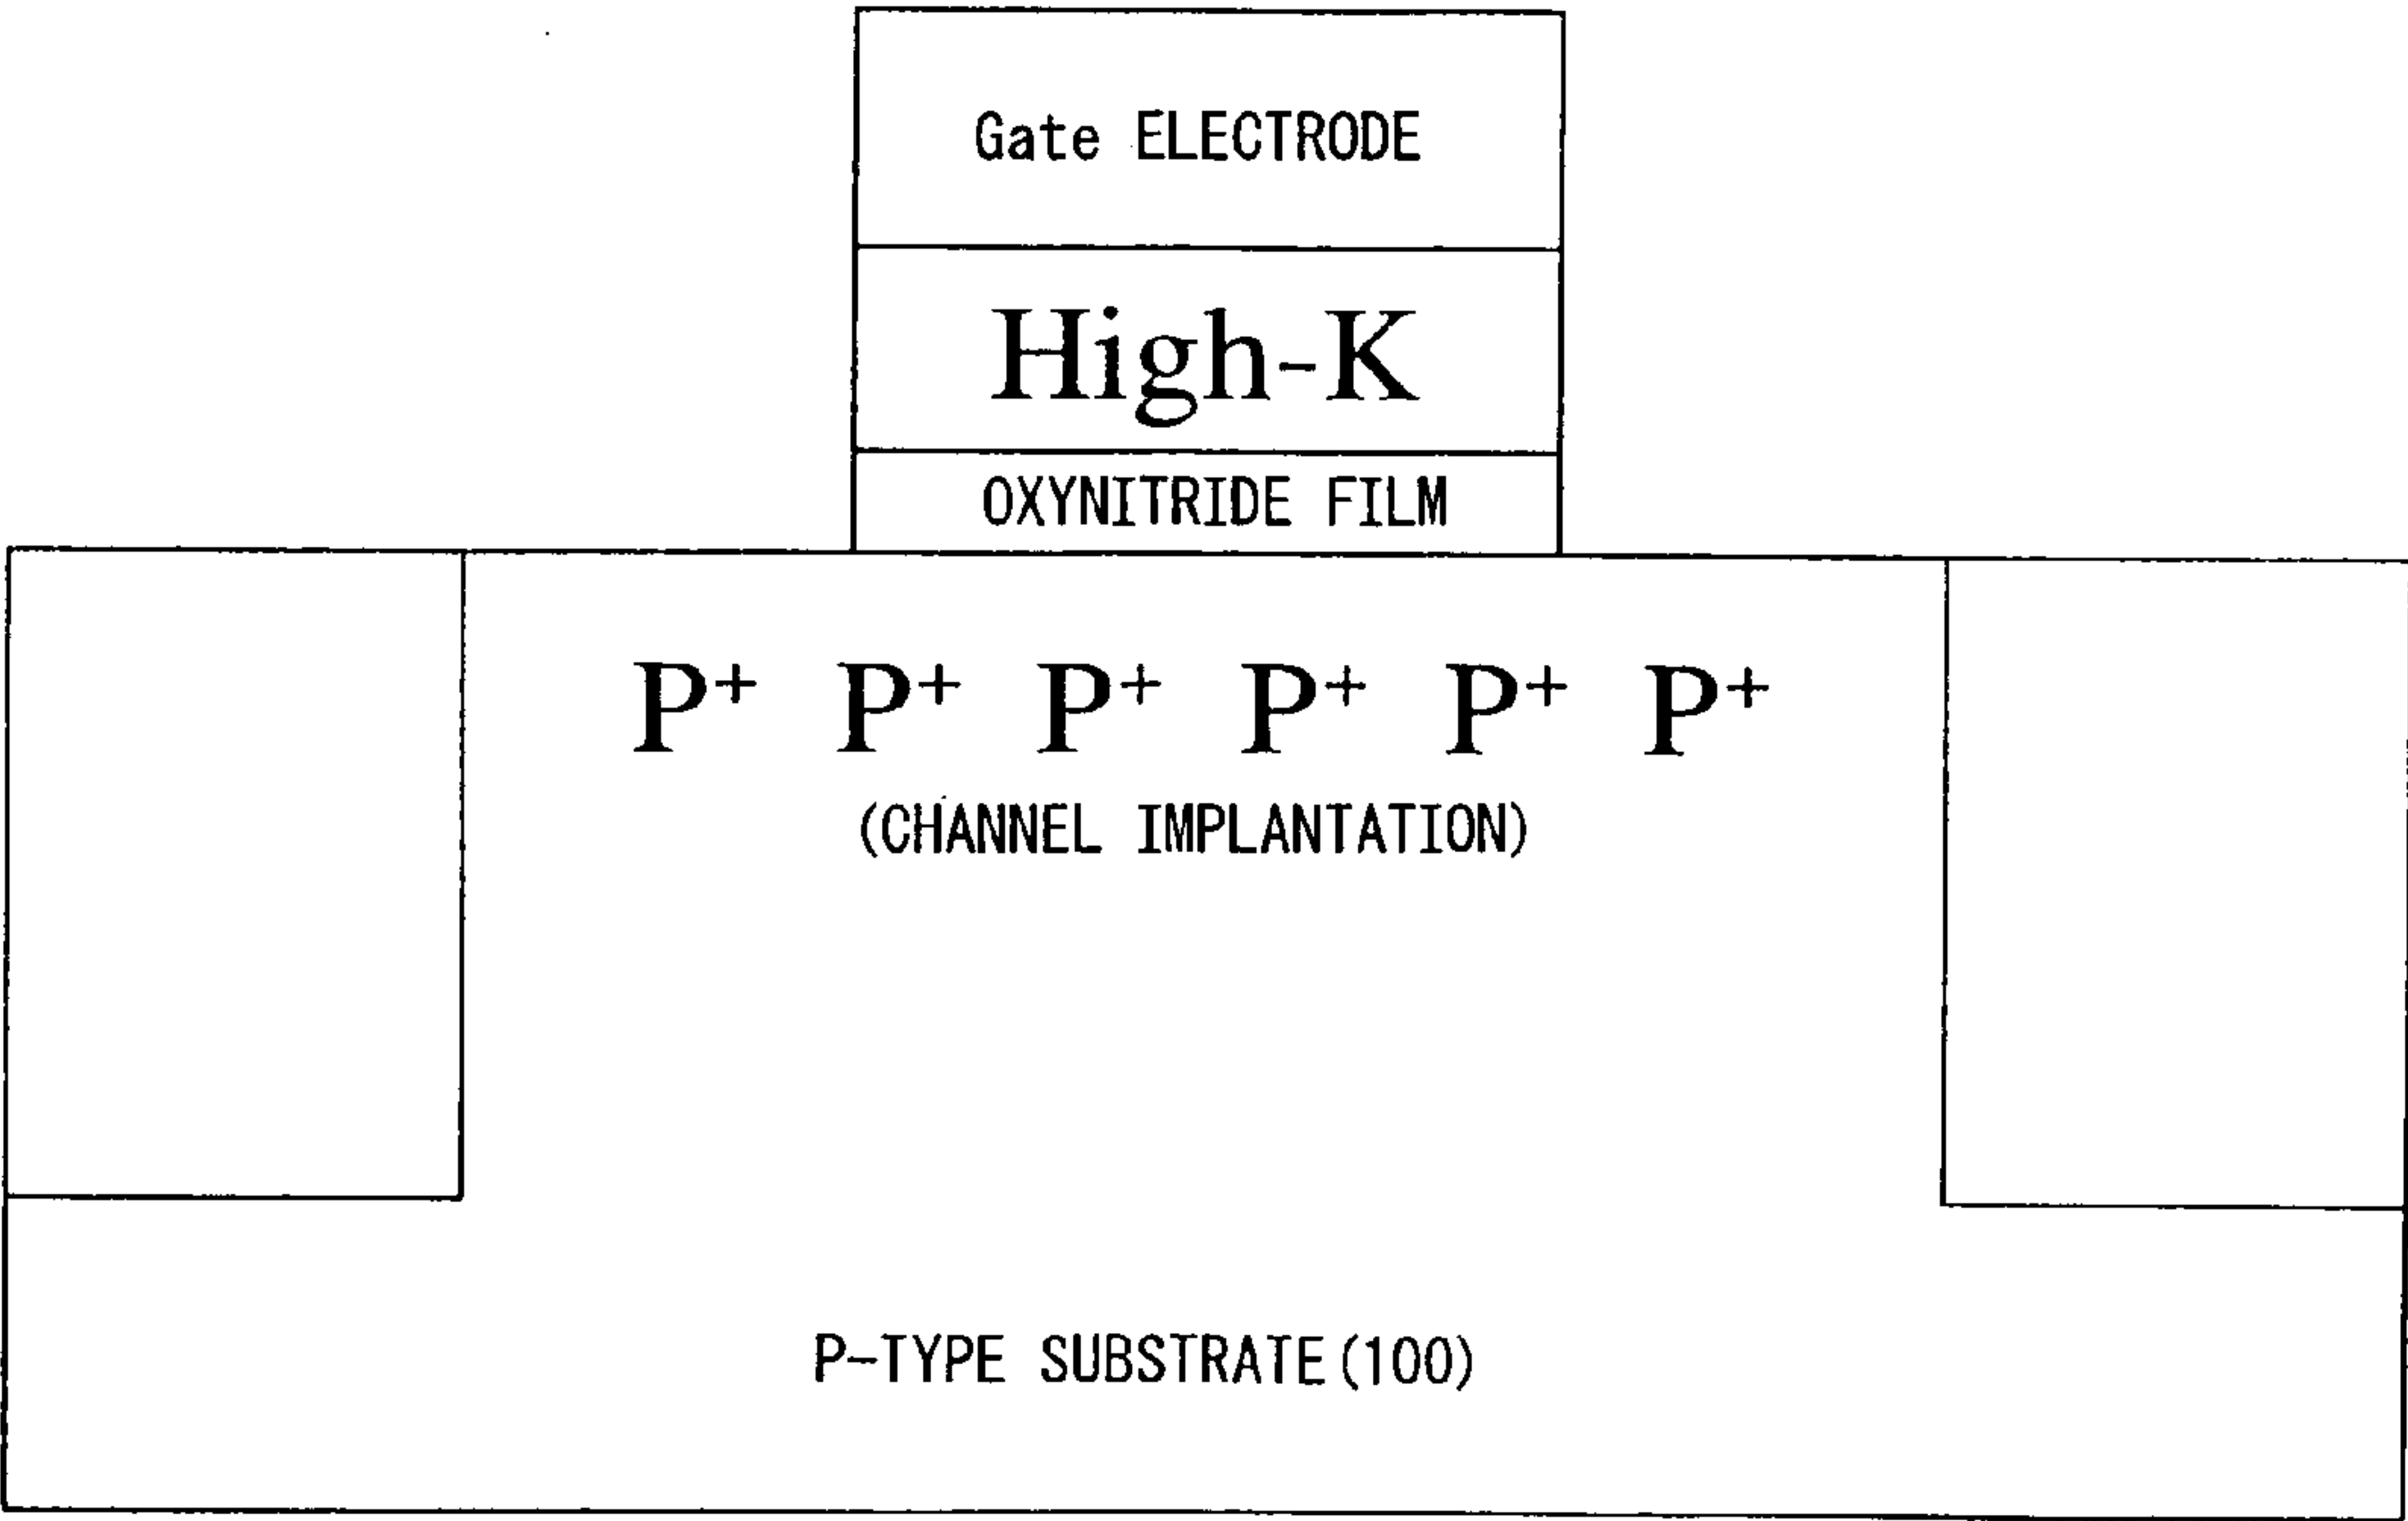 Gate ELECTRODE
High-K
OXYNITRIDE FILM
P+ P+ P+ P+ P+ P+
(CHANNEL IMPLANTATION)
P-TYPE SUBSTRATE(100)